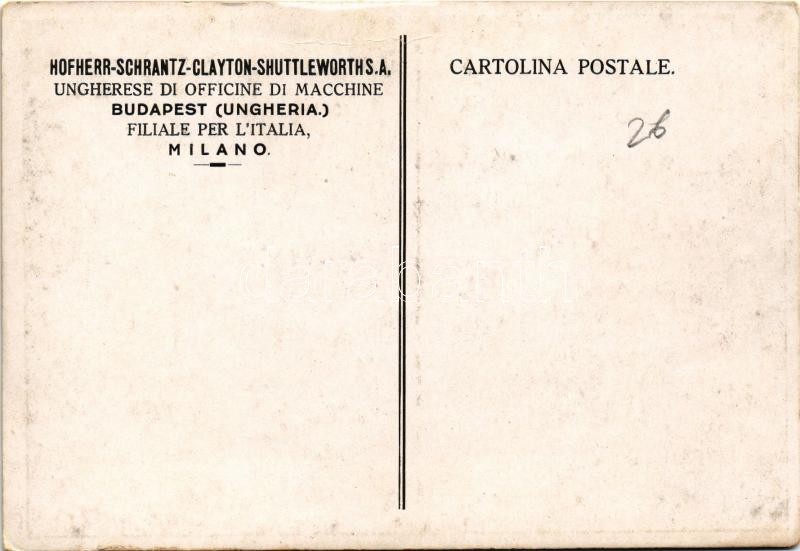 HOFHERR-SCHRANTZ-CLAYTON-SHUTTLEWORTH S.A.
UNGHERESE DI OFFICINE DI MACCHINE
BUDAPEST (UNGHERIA.)
FILIALE PER L'ITALIA,
MILANO.
CARTOLINA POSTALE.
26